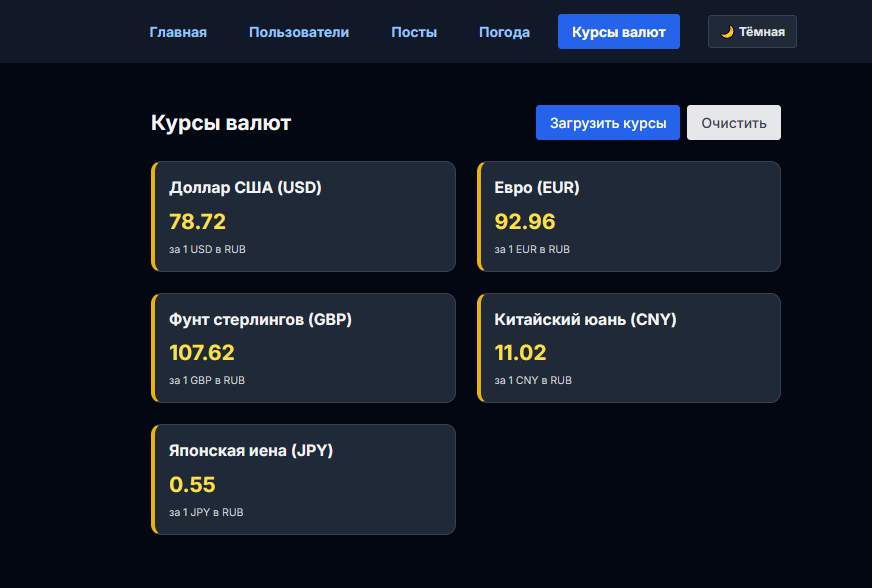 Главная Пользователи Посты Погода Курсы валют 🌙 Тёмная
Курсы валют Загрузить курсы Очистить
Доллар США (USD)
78.72
за 1 USD в RUB
Евро (EUR)
92.96
за 1 EUR в RUB
Фунт стерлингов (GBP)
107.62
за 1 GBP в RUB
Китайский юань (CNY)
11.02
за 1 CNY в RUB
Японская иена (JPY)
0.55
за 1 JPY в RUB